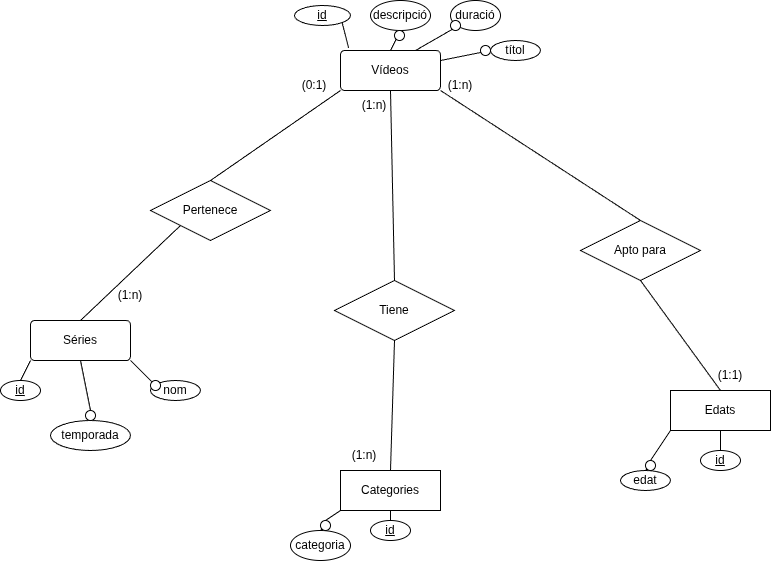 id
descripció
duració
títol
Vídeos
(0:1)
(1:n)
(1:n)
Pertenece
Apto para
(1:n)
Tiene
Séries
id
nom
temporada
(1:1)
Edats
id
edat
(1:n)
Categories
id
categoria